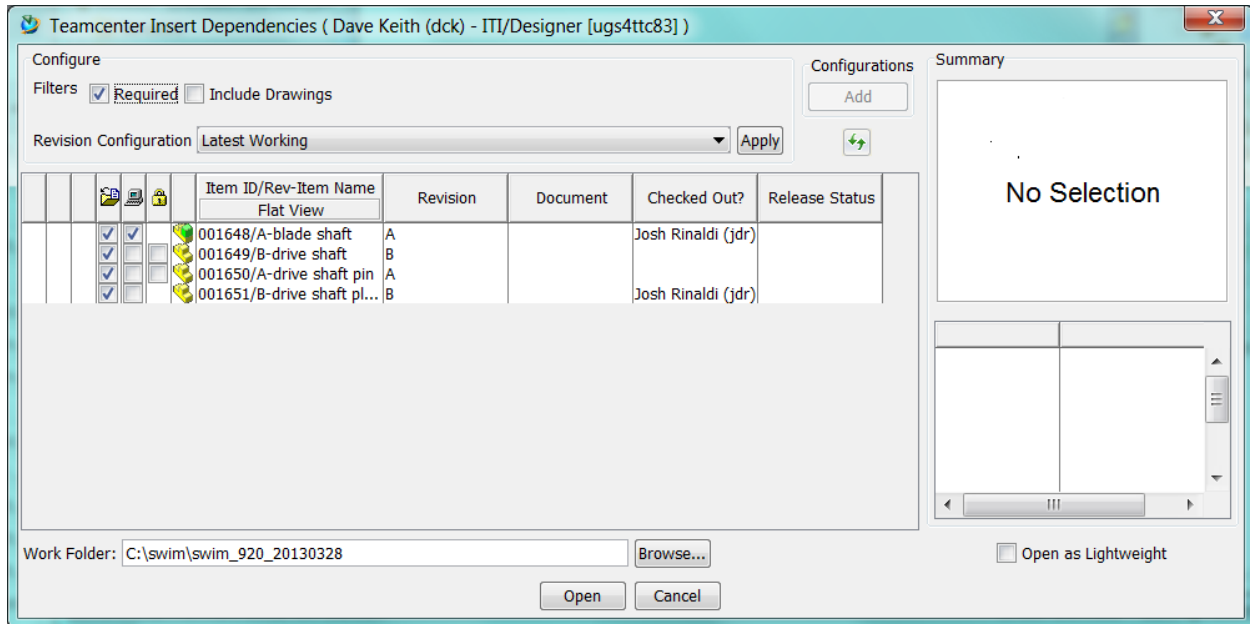 Teamcenter Insert Dependencies ( Dave Keith (dck) - ITI/Designer [ugs4ttc83] )
Configure
Filters Required Include Drawings
Revision Configuration Latest Working Apply
Configurations
Add
Summary
No Selection
Item ID/Rev-Item Name Revision Document Checked Out? Release Status
Flat View
001648/A-blade shaft A Josh Rinaldi (jdr)
001649/B-drive shaft B
001650/A-drive shaft pin A
001651/B-drive shaft pl... B Josh Rinaldi (jdr)
Work Folder: C:\swim\swim_920_20130328 Browse...
Open as Lightweight
Open Cancel